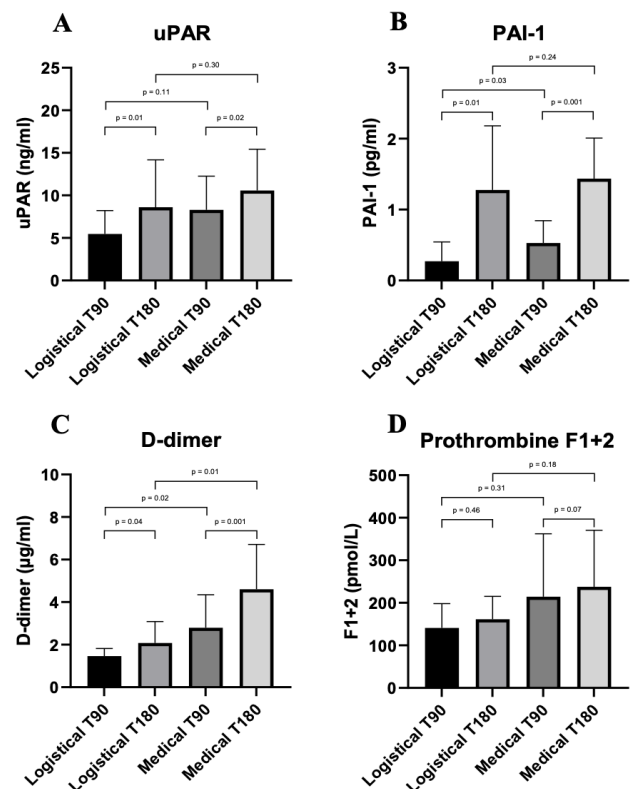 A
uPAR
uPAR (ng/ml)
25
20
15
10
5
0
p = 0.30
p = 0.11
p = 0.01
p = 0.02
Logistical T90
Logistical T180
Medical T90
Medical T180
B
PAI-1
PAI-1 (pg/ml)
3
2
1
0
p = 0.24
p = 0.03
p = 0.01
p = 0.001
Logistical T90
Logistical T180
Medical T90
Medical T180
C
D-dimer
D-dimer (µg/ml)
10
8
6
4
2
0
p = 0.01
p = 0.02
p = 0.04
p = 0.001
Logistical T90
Logistical T180
Medical T90
Medical T180
D
Prothrombine F1+2
F1+2 (pmol/L)
500
400
300
200
100
0
p = 0.18
p = 0.31
p = 0.46
p = 0.07
Logistical T90
Logistical T180
Medical T90
Medical T180